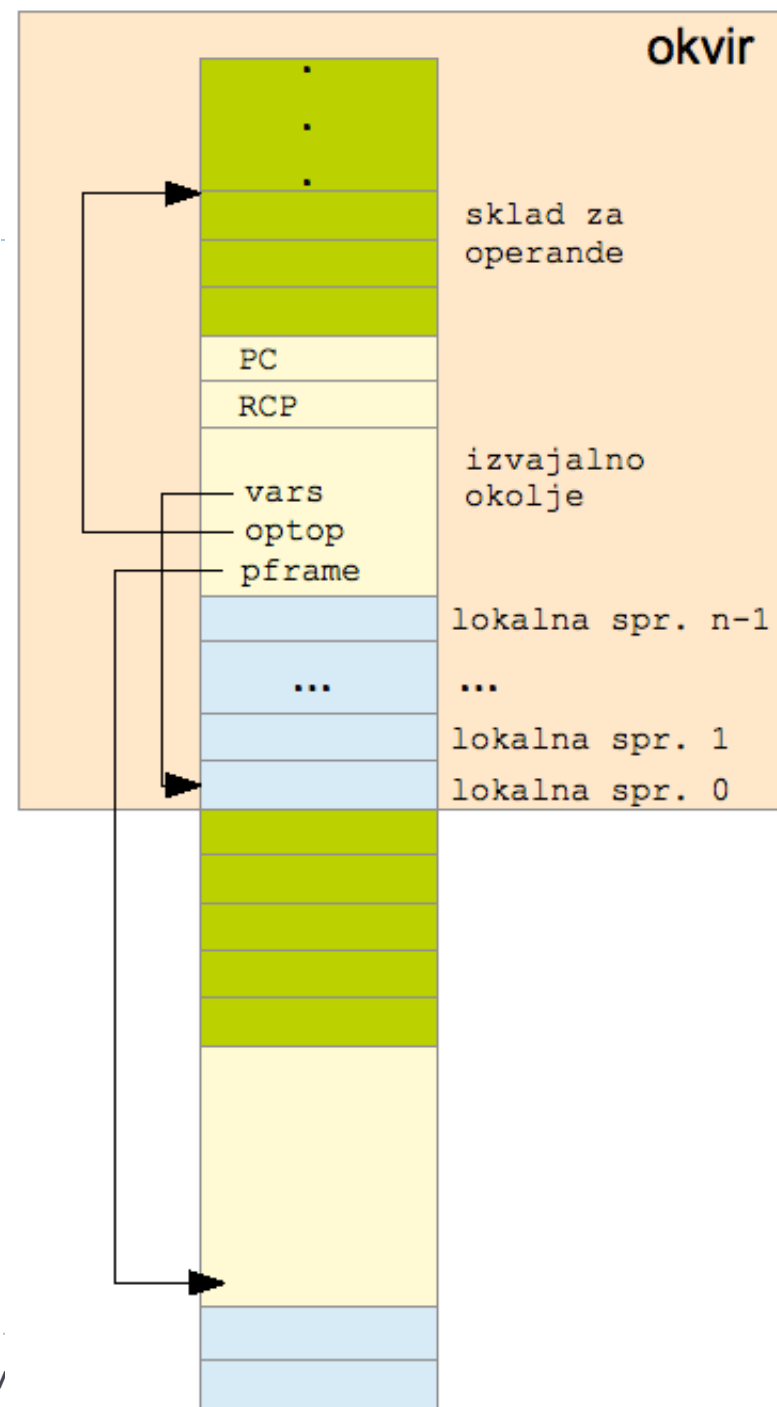 okvir
.
.
.
sklad za
operande
PC
RCP
izvajalno
okolje
vars
optop
pframe
lokalna spr. n-1
... ...
lokalna spr. 1
lokalna spr. 0